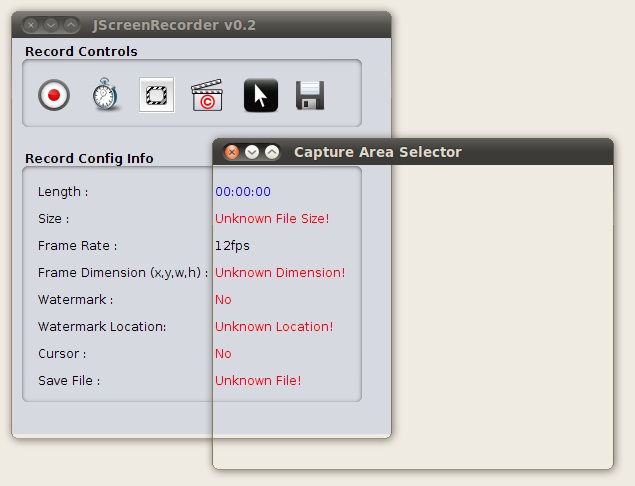 JScreenRecorder v0.2
Record Controls
©
Capture Area Selector
Record Config Info
Length : 00:00:00
Size : Unknown File Size!
Frame Rate : 12fps
Frame Dimension (x,y,w,h) : Unknown Dimension!
Watermark : No
Watermark Location: Unknown Location!
Cursor : No
Save File : Unknown File!